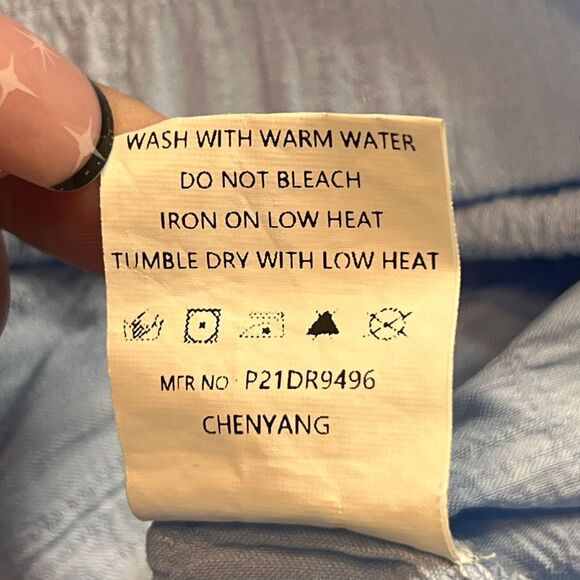 WASH WITH WARM WATER
DO NOT BLEACH
IRON ON LOW HEAT
TUMBLE DRY WITH LOW HEAT
MFR NO: P21DR9496
CHENYANG